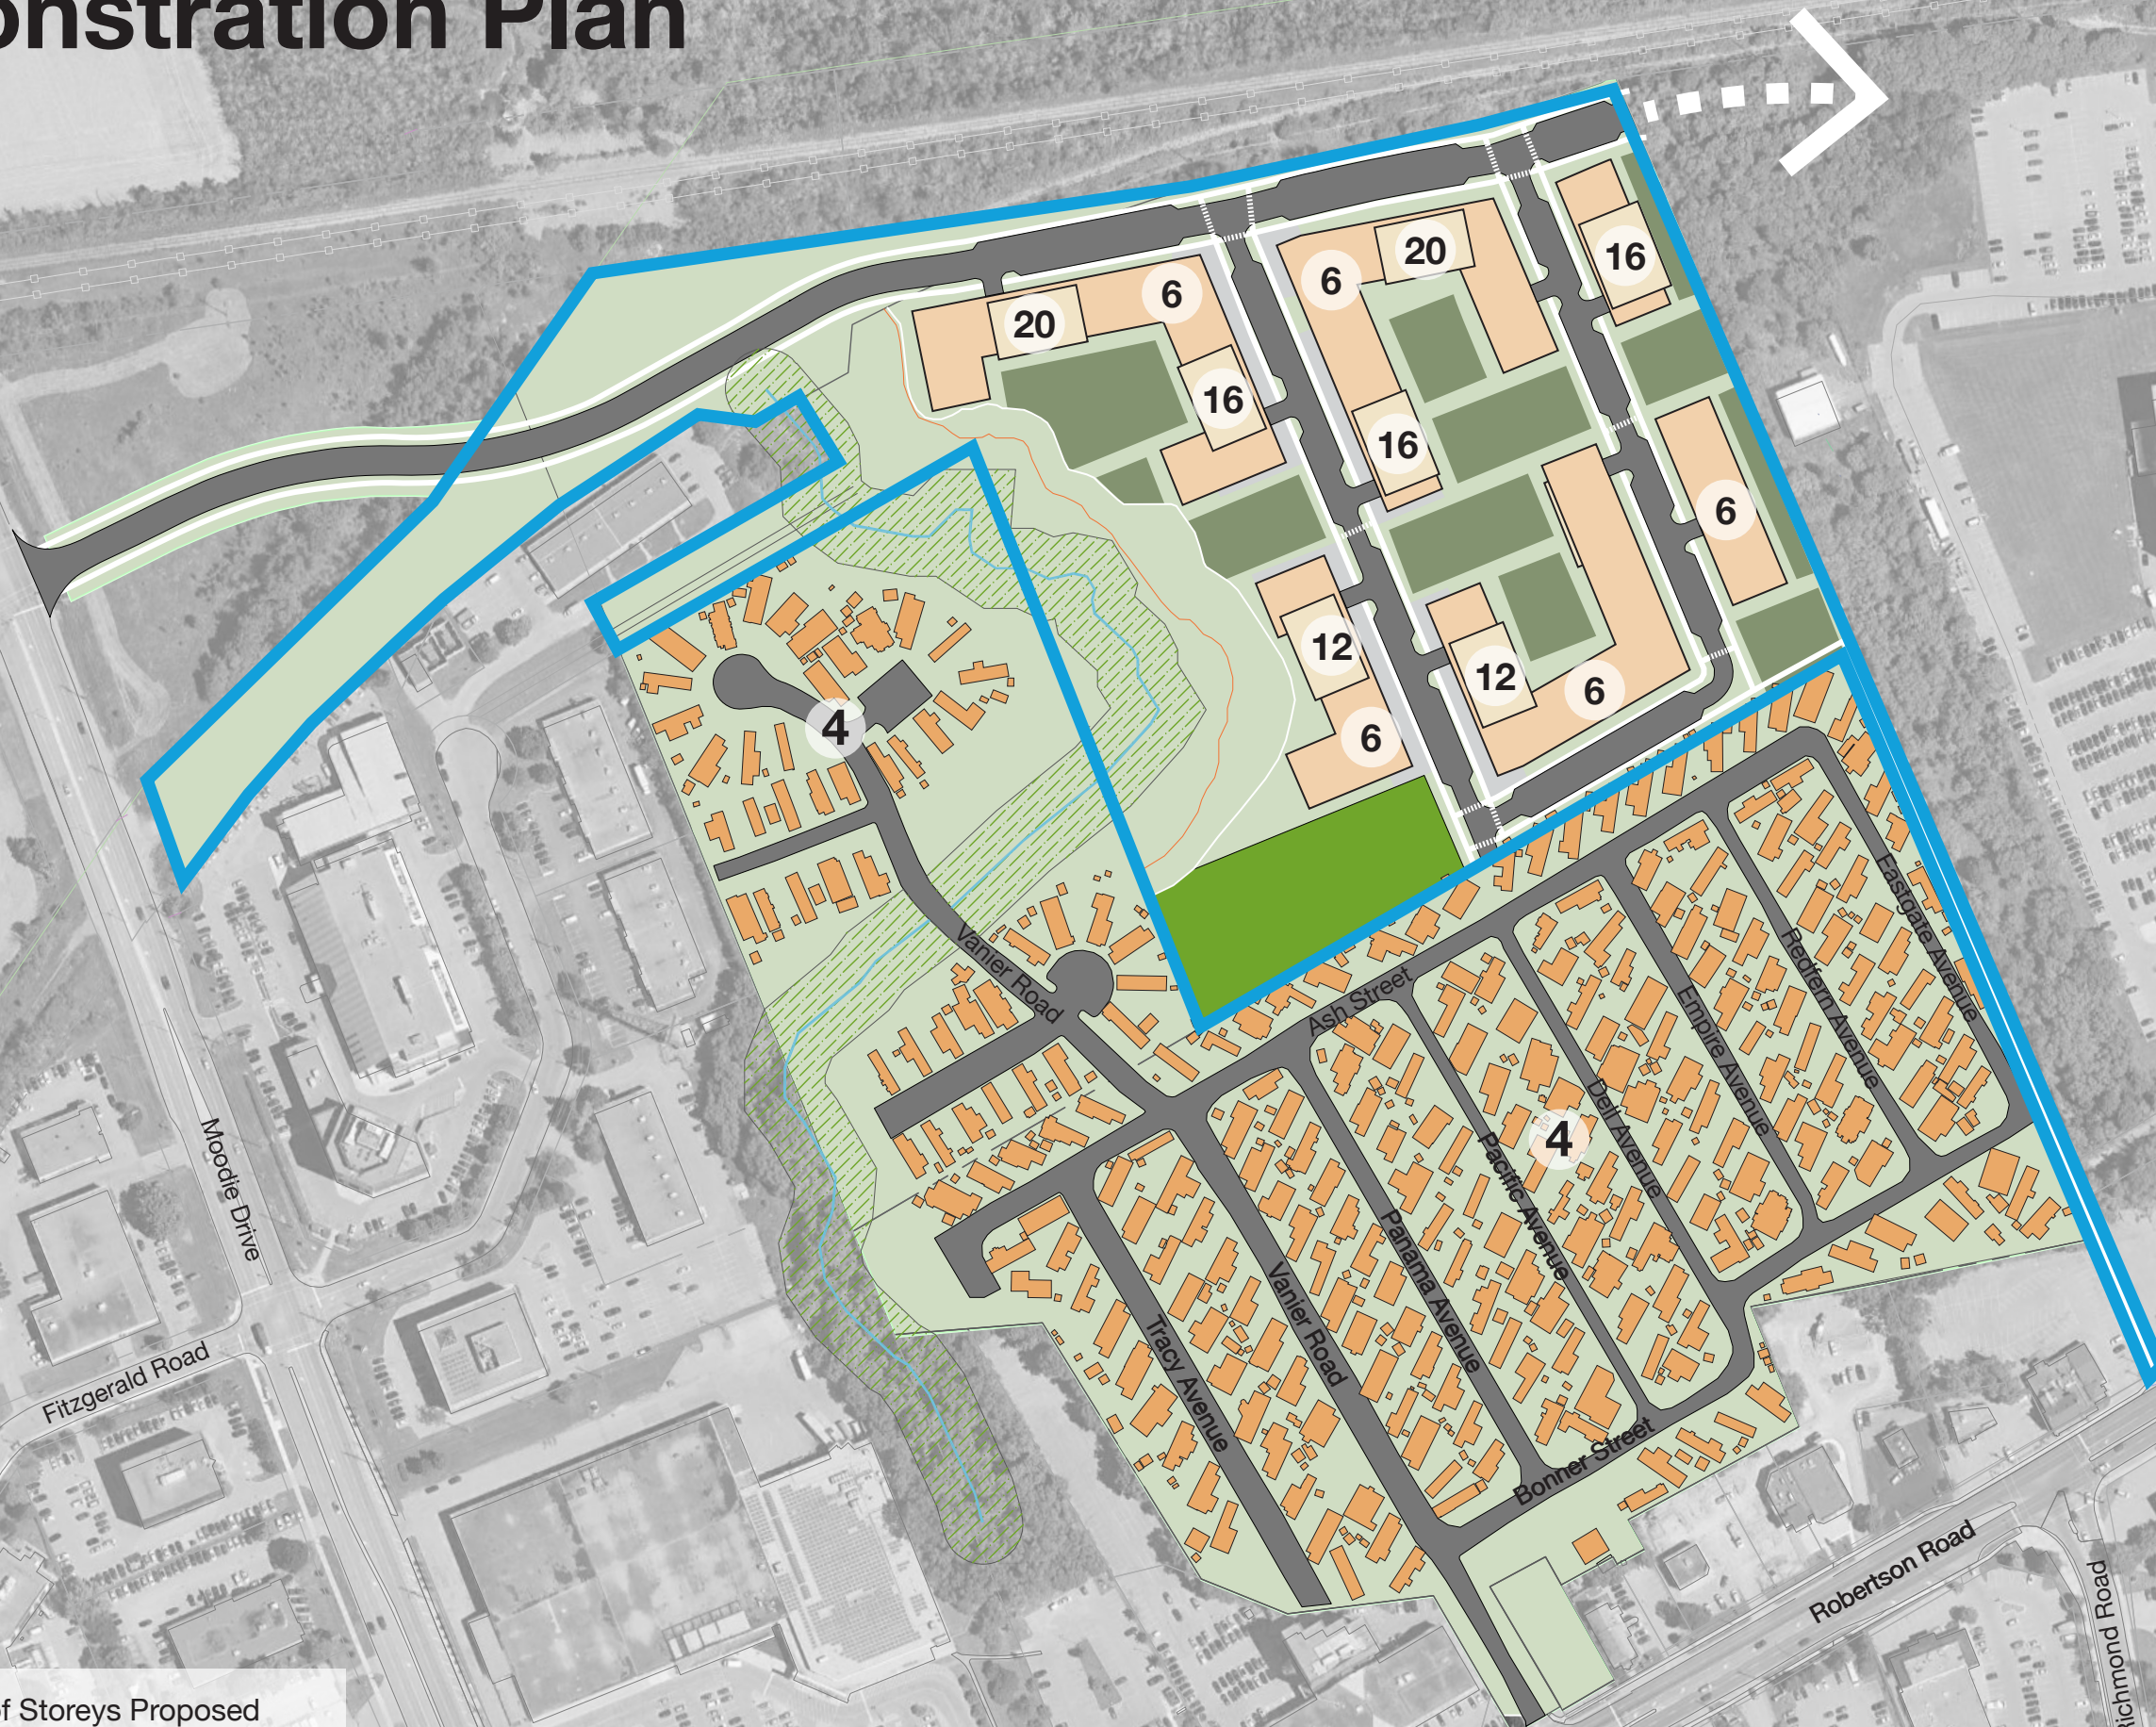 onstration Plan
20
6
16
20
6
16
16
6
12
6
12
6
4
Vanier Road
Ash Street
Eastgate Avenue
Redfern Avenue
Empire Avenue
Dell Avenue
4
Pacific Avenue
Panama Avenue
Vanier Road
Tracy Avenue
Bonner Street
Moodie Drive
Fitzgerald Road
Robertson Road
Richmond Road
of Storeys Proposed